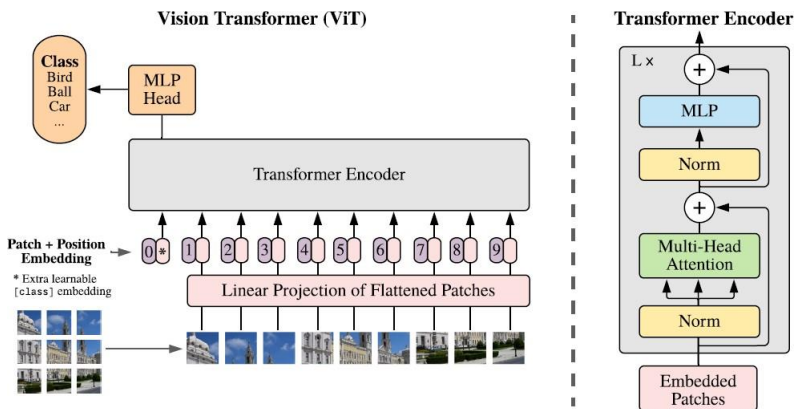 Vision Transformer (ViT)
Class
Bird
Ball
Car
...
MLP
Head
Transformer Encoder
Patch + Position
Embedding
* Extra learnable
[class] embedding
0 *
1
2
3
4
5
6
7
8
9
Linear Projection of Flattened Patches
Transformer Encoder
L ×
+
MLP
Norm
+
Multi-Head
Attention
Norm
Embedded
Patches